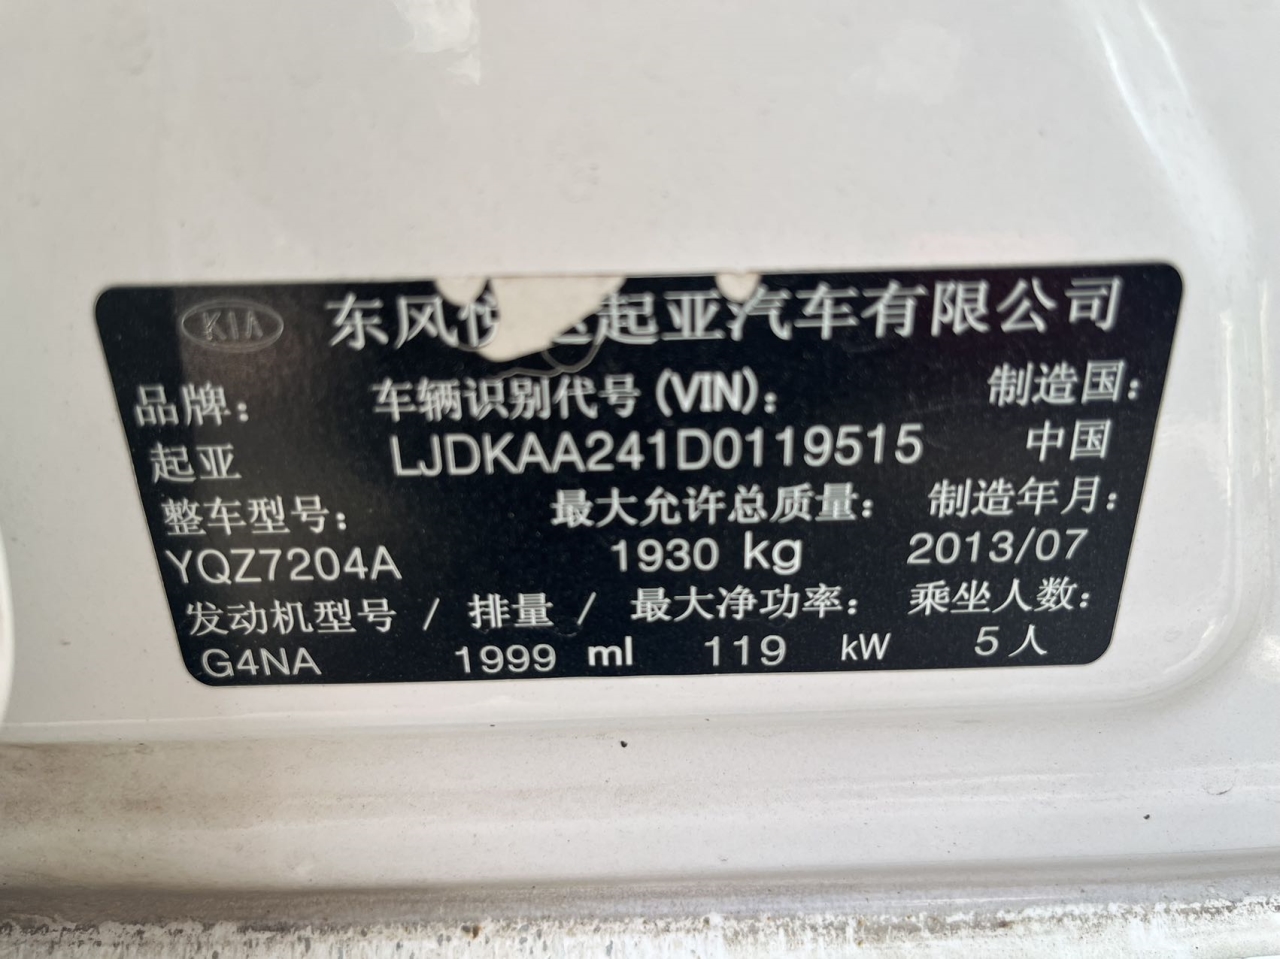 KIA 东风悦达起亚汽车有限公司
品牌： 车辆识别代号(VIN)： 制造国：
起亚 LJDKAA241D0119515 中国
整车型号： 最大允许总质量： 制造年月：
YQZ7204A 1930 kg 2013/07
发动机型号 / 排量 / 最大净功率： 乘坐人数：
G4NA 1999 ml 119 kW 5人